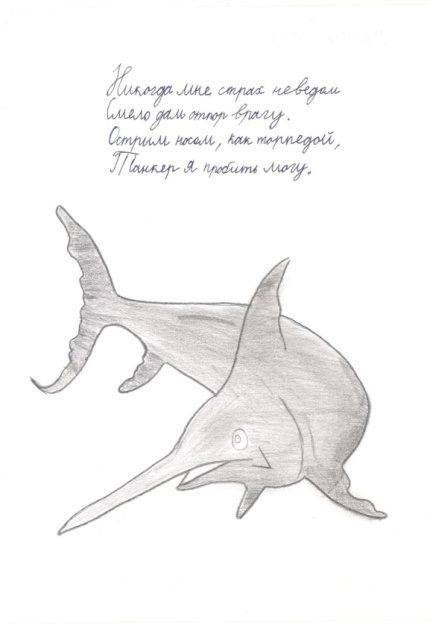 Никогда мне страх неведом
Смело дам отпор врагу.
Острым носом, как торпедой,
Танкер я пробить могу.